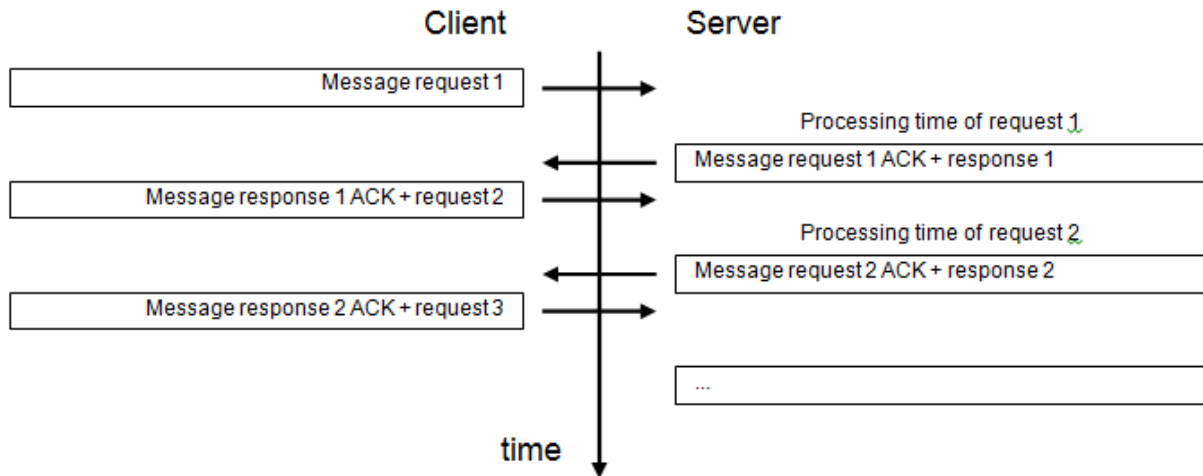 Client
Server
Message request 1
Processing time of request 1
Message request 1 ACK + response 1
Message response 1 ACK + request 2
Processing time of request 2
Message request 2 ACK + response 2
Message response 2 ACK + request 3
...
time